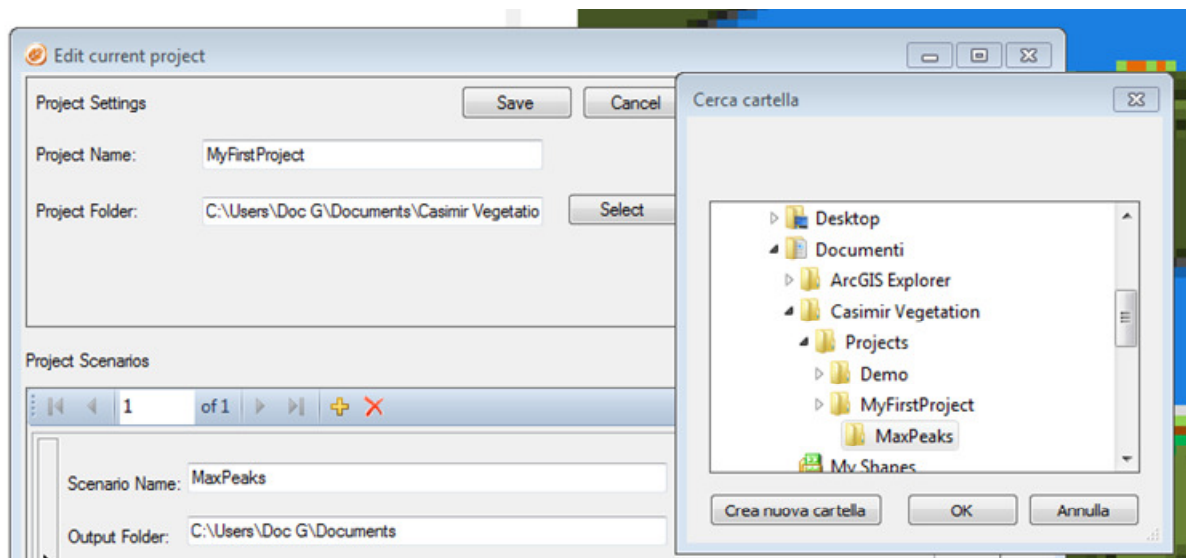 Edit current project
Project Settings
Save
Cancel
Project Name:
MyFirstProject
Project Folder:
C:\Users\Doc G\Documents\Casimir Vegetatio
Select
Project Scenarios
1
of 1
Scenario Name:
MaxPeaks
Output Folder:
C:\Users\Doc G\Documents
Cerca cartella
Desktop
Documenti
ArcGIS Explorer
Casimir Vegetation
Projects
Demo
MyFirstProject
MaxPeaks
My Shapes
Crea nuova cartella
OK
Annulla